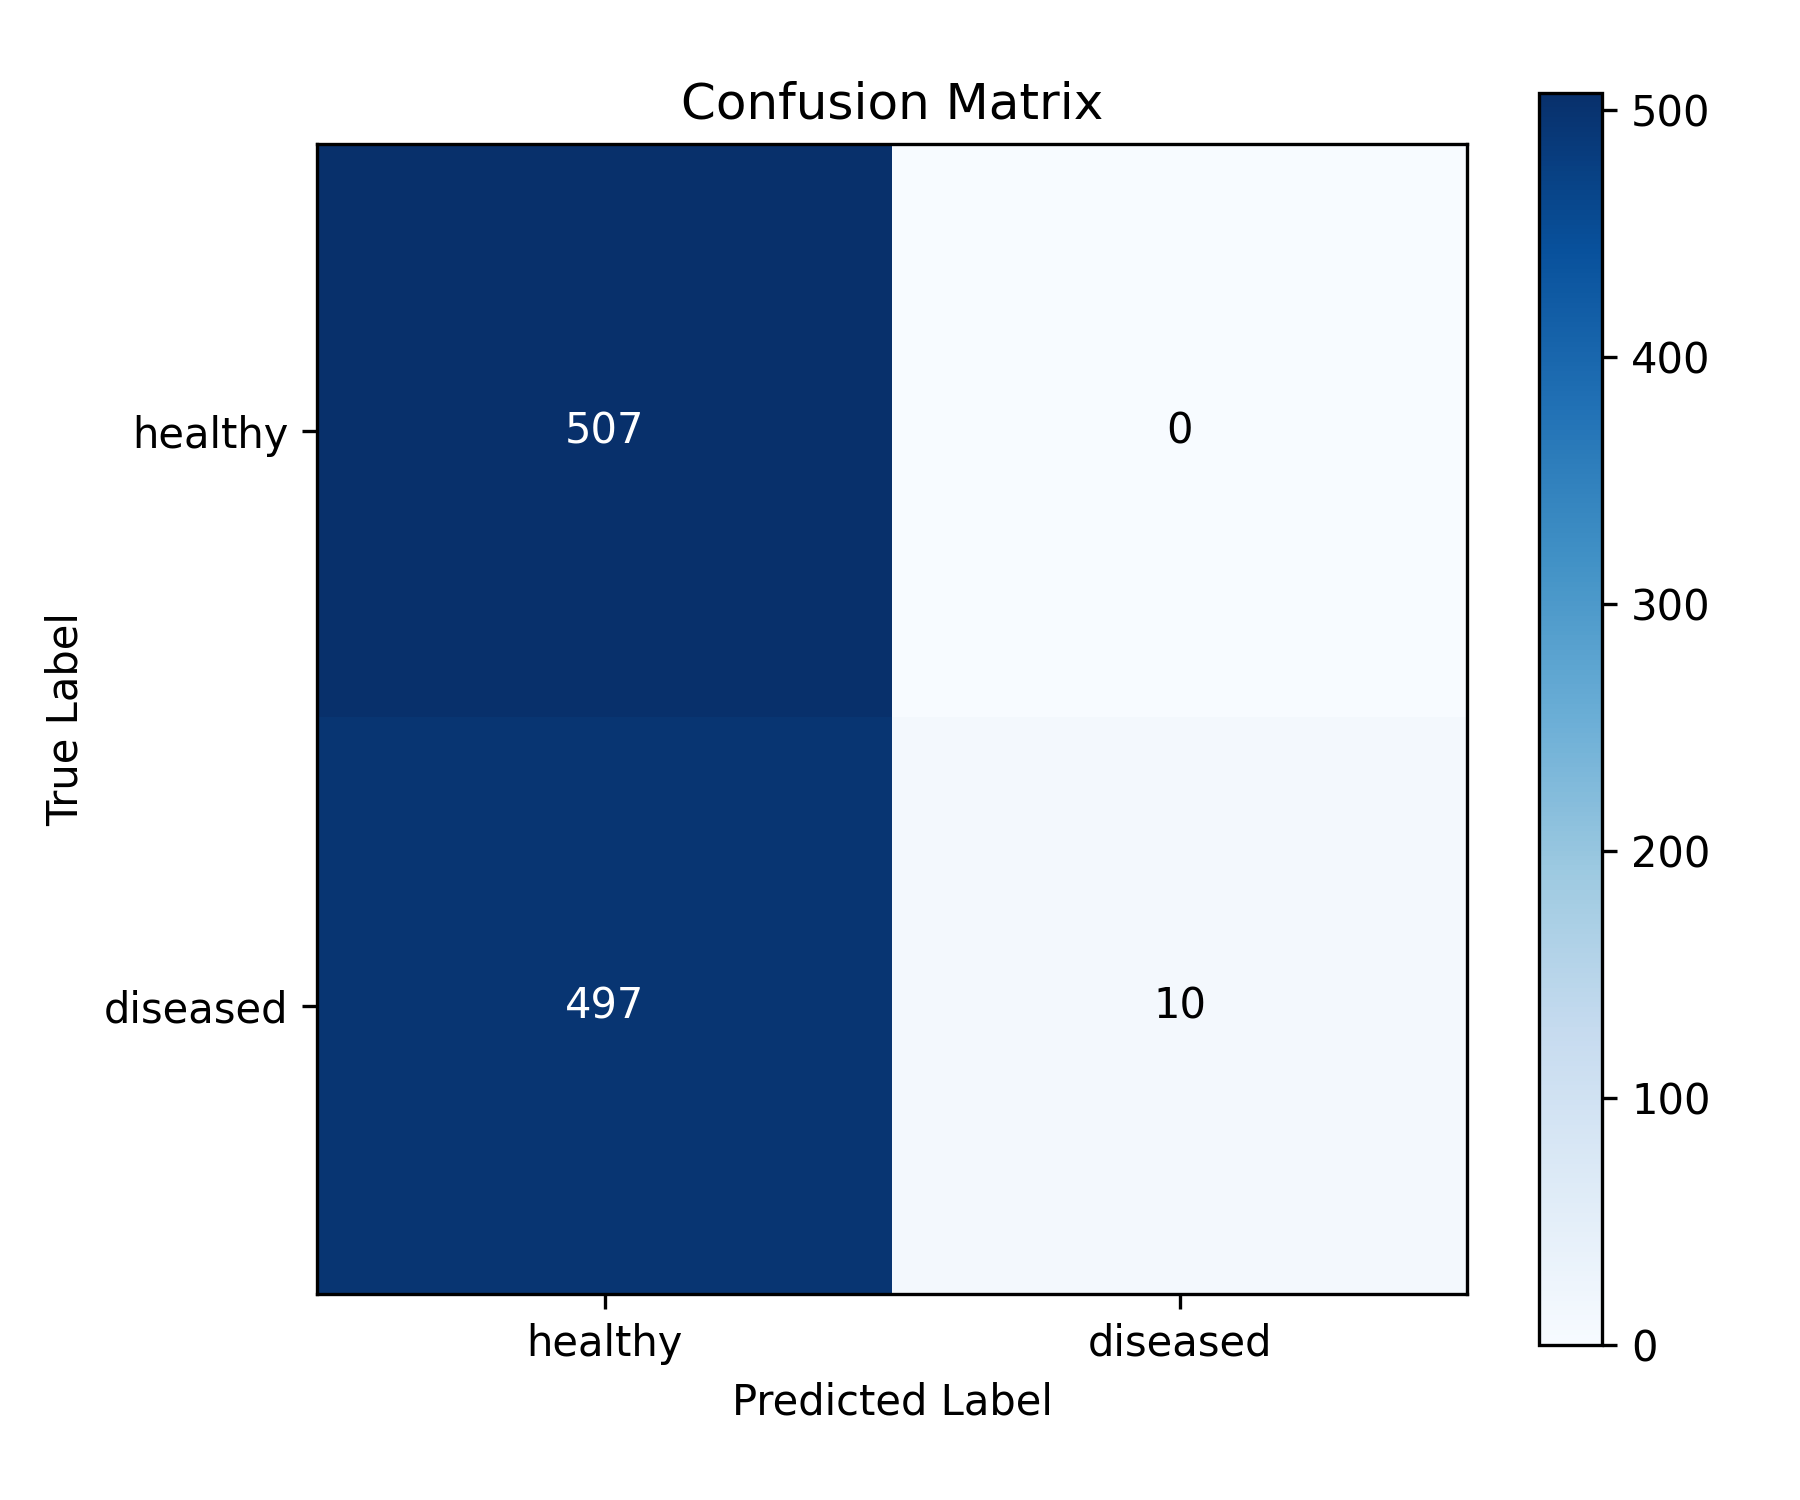 Confusion Matrix
healthy
diseased
True Label
507
0
497
10
healthy
diseased
Predicted Label
500
400
300
200
100
0